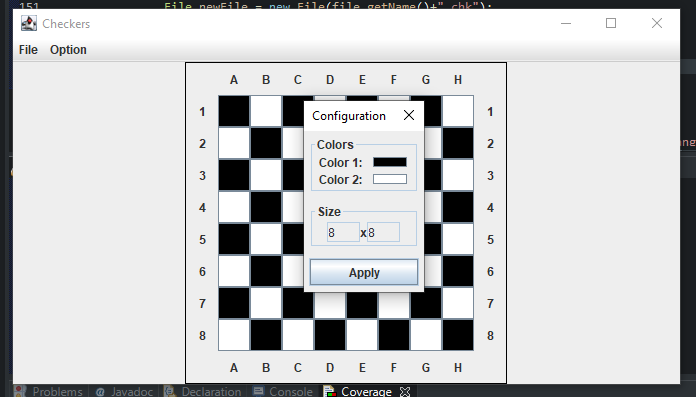 151 File newFile = new File(file.getName()+".chk");
Checkers
File Option
A B C D E F G H
1 1
Configuration
2 2
Colors
Color 1:
3 3
Color 2:
4 Size 4
8 x 8
5 5
6 Apply 6
7 7
8 8
A B C D E F G H
Problems @ Javadoc Declaration Console Coverage